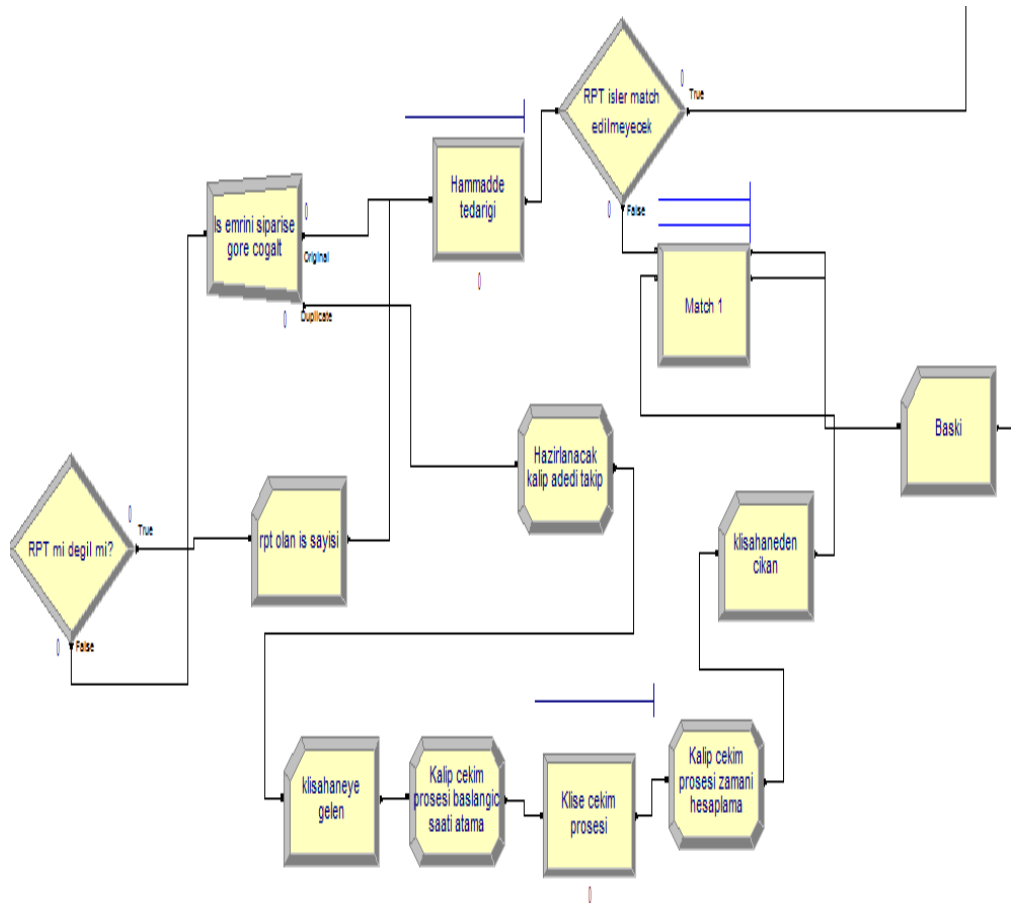 RPT isler match
edilmeyecek
0
True
0
False
Hammadde
tedarigi
0
Is emrini siparise
gore cogalt
0
Original
0
Duplicate
Match 1
Baski
Hazirlanacak
kalip adedi takip
RPT mi degil mi?
0
True
0
False
rpt olan is sayisi
klisahaneden
cikan
klisahaneye
gelen
Kalip cekim
prosesi baslangic
saati atama
Klise cekim
prosesi
0
Kalip cekim
prosesi zamani
hesaplama